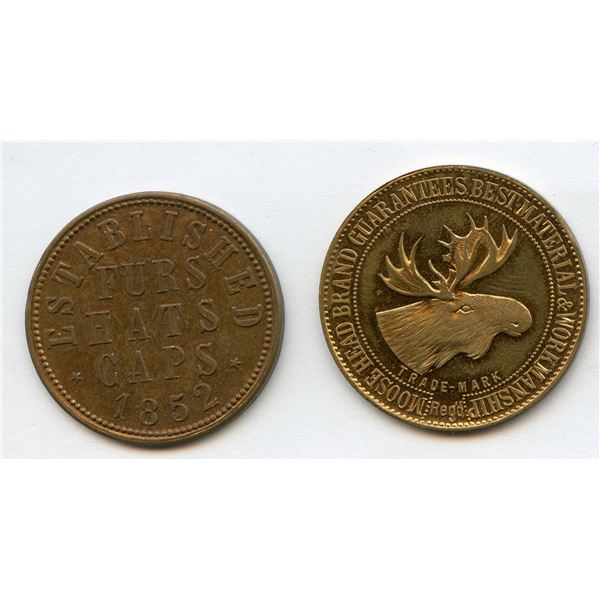 ESTABLISHED
FURS
HATS
CAPS
* 1852 *
MOOSE HEAD BRAND GUARANTEES BEST MATERIAL & WORKMANSHIP
TRADE-MARK
Regd.